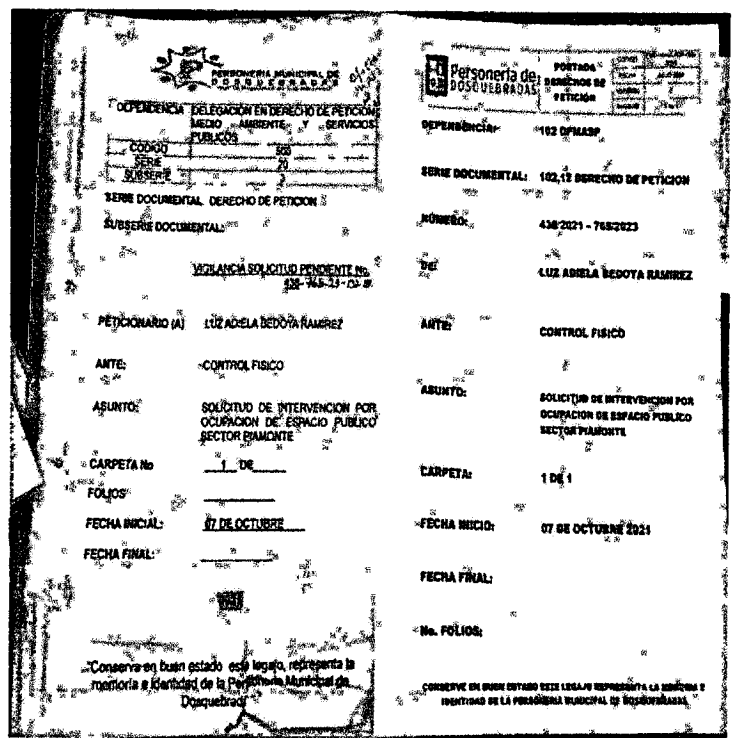 PERSONERIA MUNICIPAL DE
DOSQUEBRADAS
DEPENDENCIA DELEGACION EN DERECHO DE PETICION
MEDIO AMBIENTE Y SERVICIOS
PUBLICOS
CODIGO
SERIE 20
SUBSERIE 3
SERIE DOCUMENTAL DERECHO DE PETICION
SUBSERIE DOCUMENTAL:
VIGILANCIA SOLICITUD PENDIENTE No.
PETICIONARIO (A) LUZ ADIELA BEDOYA RAMIREZ
ANTE: CONTROL FISICO
ASUNTO: SOLICITUD DE INTERVENCION POR
OCUPACION DE ESPACIO PUBLICO
SECTOR PIAMONTE
CARPETA No 1 DE
FOLIOS
FECHA INICIAL: 07 DE OCTUBRE
FECHA FINAL:
"Conserva en buen estado este legajo, representa la
memoria e identidad de la Personería Municipal de
Dosquebradas
Personería de
DOSQUEBRADAS
PORTADA
DERECHOS DE
PETICIÓN
DEPENDENCIA: 102 DPMASP
SERIE DOCUMENTAL: 102,12 DERECHO DE PETICION
NÚMERO: 438/2021 - 765/2023
DE: LUZ ADIELA BEDOYA RAMIREZ
ANTE: CONTROL FISICO
ASUNTO: SOLICITUD DE INTERVENCION POR
OCUPACION DE ESPACIO PUBLICO
SECTOR PIAMONTE
CARPETA: 1 DE 1
FECHA INICIO: 07 DE OCTUBRE 2021
FECHA FINAL:
No. FOLIOS:
CONSERVE EN BUEN ESTADO ESTE LEGAJO REPRESENTA LA MEMORIA E
IDENTIDAD DE LA PERSONERIA MUNICIPAL DE DOSQUEBRADAS